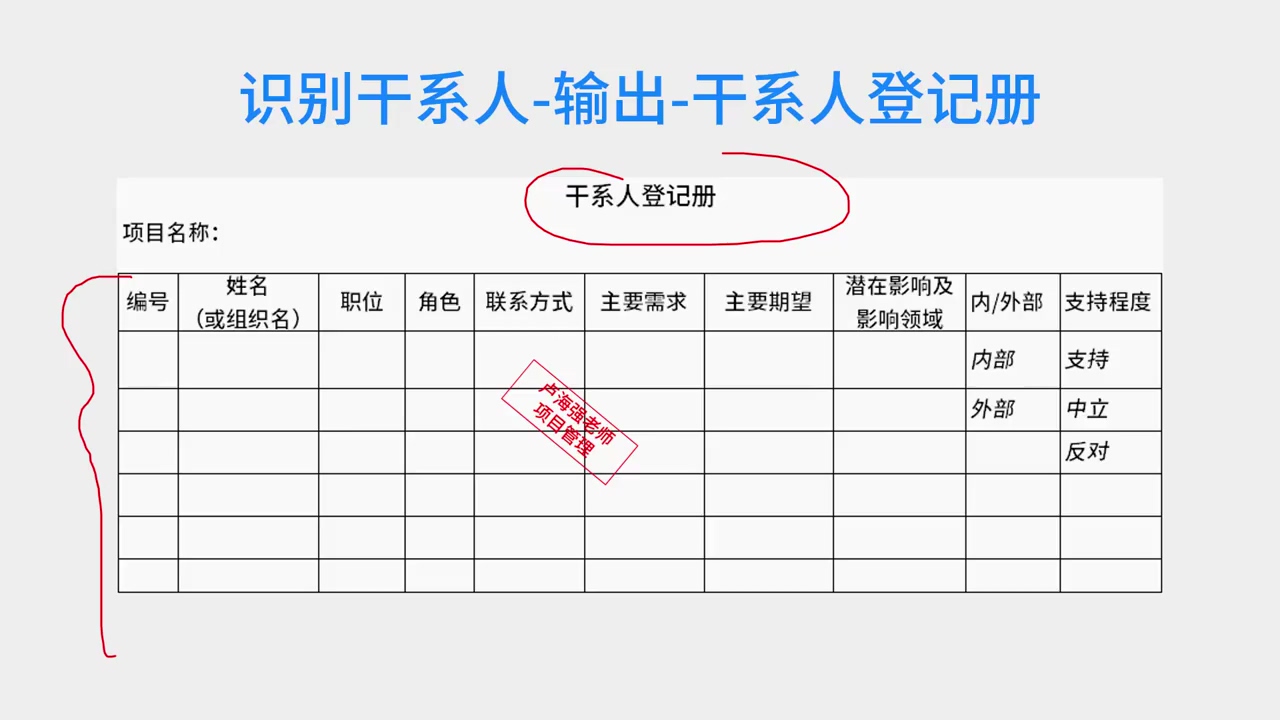 识别干系人-输出-干系人登记册
干系人登记册
项目名称：
编号 姓名（或组织名） 职位 角色 联系方式 主要需求 主要期望 潜在影响及影响领域 内/外部 支持程度
内部 支持
外部 中立
反对
卢海强老师
项目管理